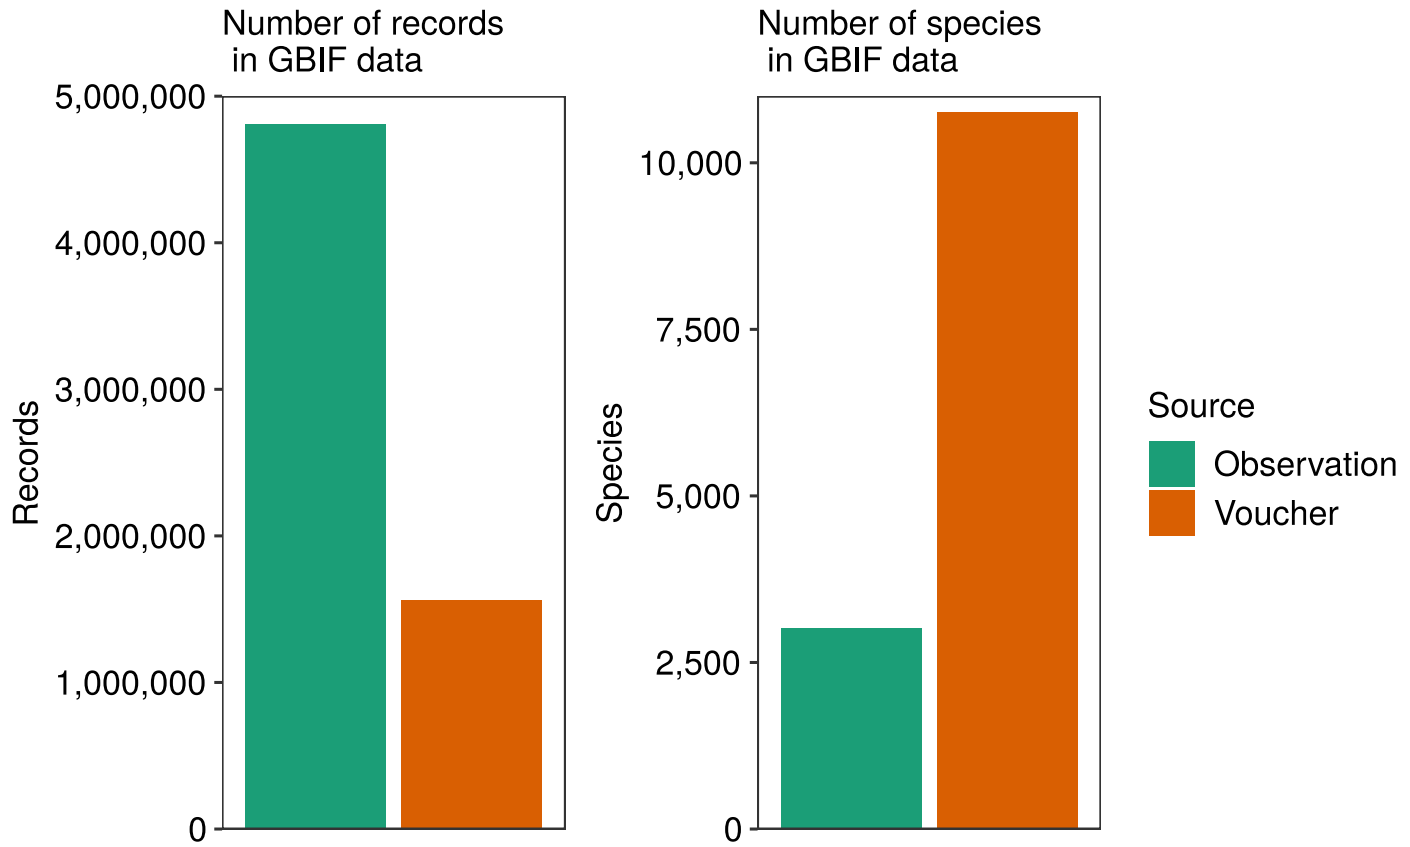 Number of records
in GBIF data
5,000,000
4,000,000
3,000,000
2,000,000
1,000,000
0
Records
Number of species
in GBIF data
10,000
7,500
5,000
2,500
0
Species
Source
Observation
Voucher